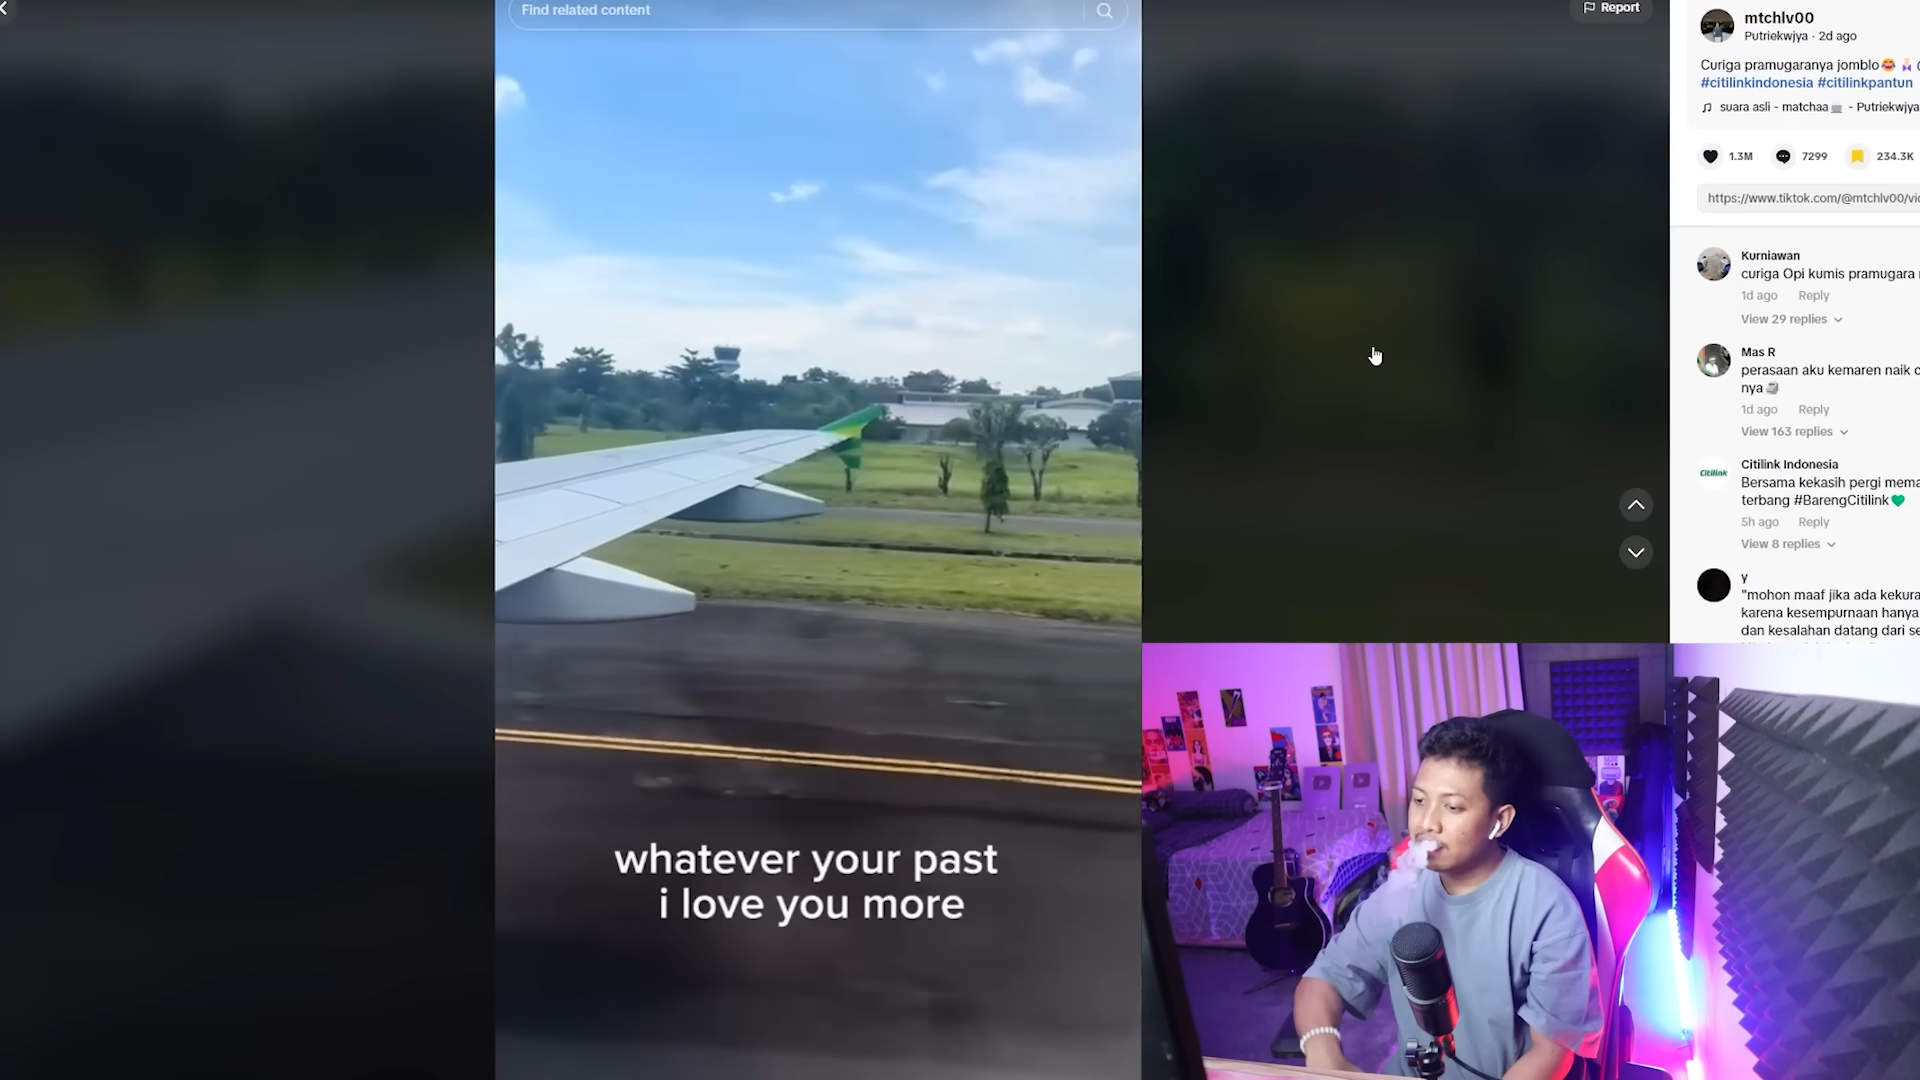 Find related content
Report
mtchlv00
Putriekwjya · 2d ago
Curiga pramugaranya jomblo😂
#citilinkindonesia #citilinkpantun
suara asli - matchaa - Putriekwjya
1.3M
7299
234.3K
https://www.tiktok.com/@mtchlv00/vid
Kurniawan
curiga Opi kumis pramugara
1d ago Reply
View 29 replies
Mas R
perasaan aku kemaren naik
nya
1d ago Reply
View 163 replies
Citilink
Citilink Indonesia
Bersama kekasih pergi mema
terbang #BarengCitilink💚
5h ago Reply
View 8 replies
y
"mohon maaf jika ada kekura
karena kesempurnaan hanya
dan kesalahan datang dari se
whatever your past
i love you more